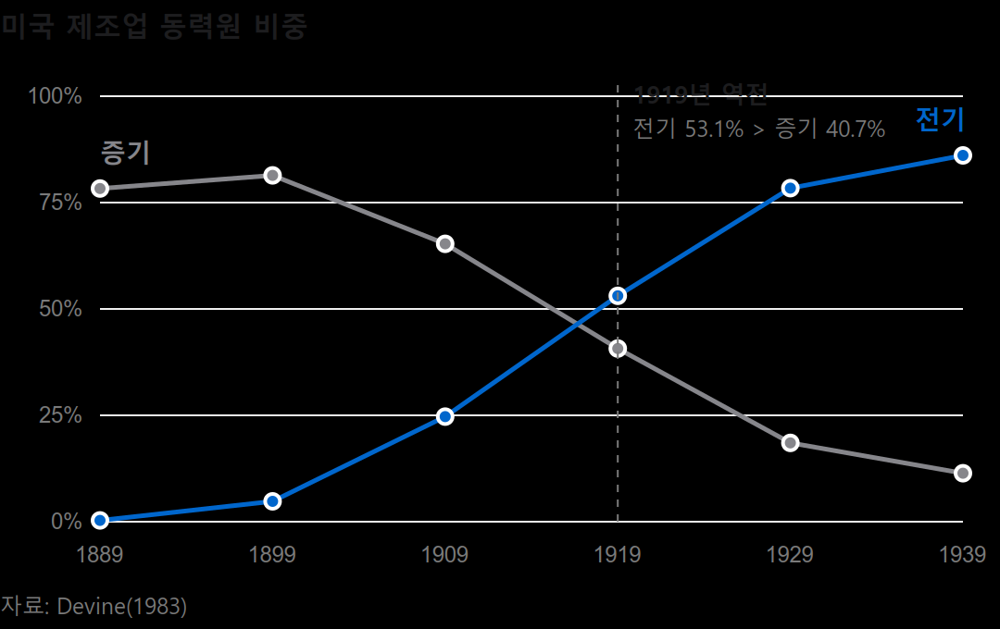 미국 제조업 동력원 비중
100%
1919년 역전
전기 53.1% > 증기 40.7%
전기
증기
75%
50%
25%
0%
1889 1899 1909 1919 1929 1939
자료: Devine(1983)